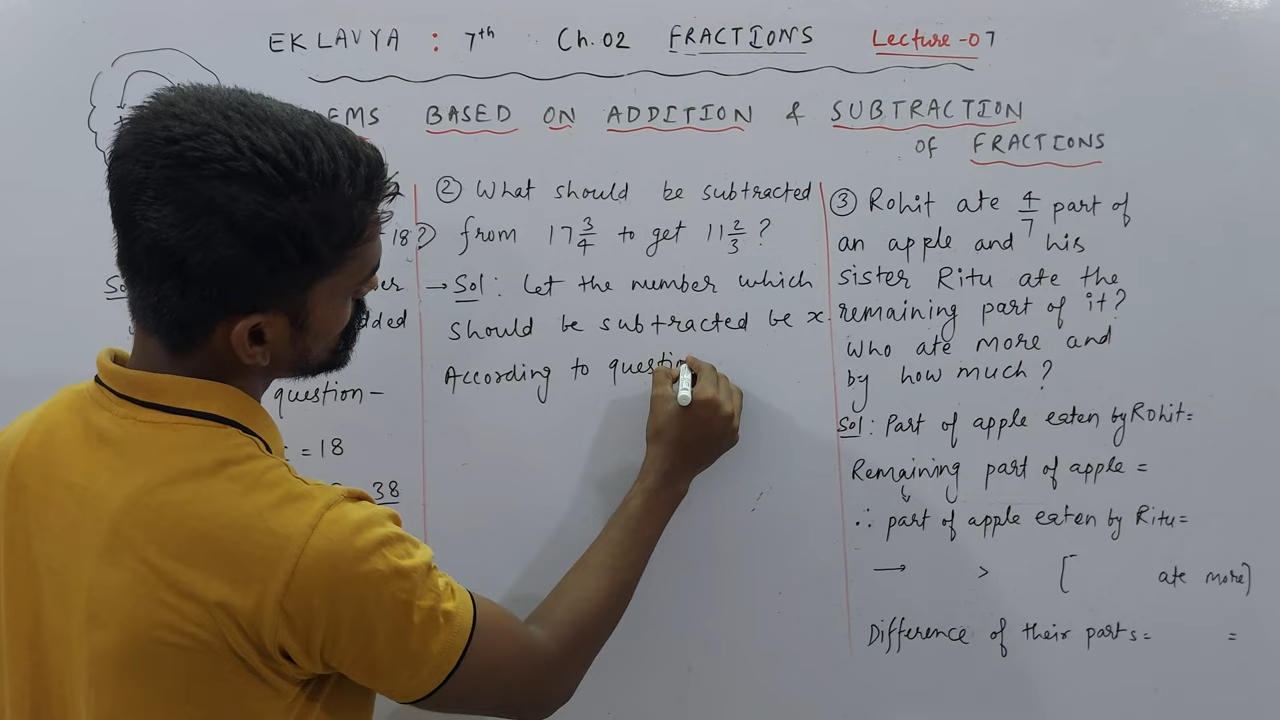 EKLAVYA : 7th Ch. 02 FRACTIONS Lecture-07
EMS BASED ON ADDITION & SUBTRACTION
OF FRACTIONS
18?
question-
= 18
38
② What should be subtracted
from 17 3/4 to get 11 2/3 ?
→ Sol: Let the number which
should be subtracted be x.
According to questi
③ Rohit ate 4/7 part of
an apple and his
sister Ritu ate the
remaining part of it?
Who ate more and
by how much?
Sol: Part of apple eaten by Rohit=
Remaining part of apple =
∴ part of apple eaten by Ritu=
→ > [ ate more]
Difference of their parts= =